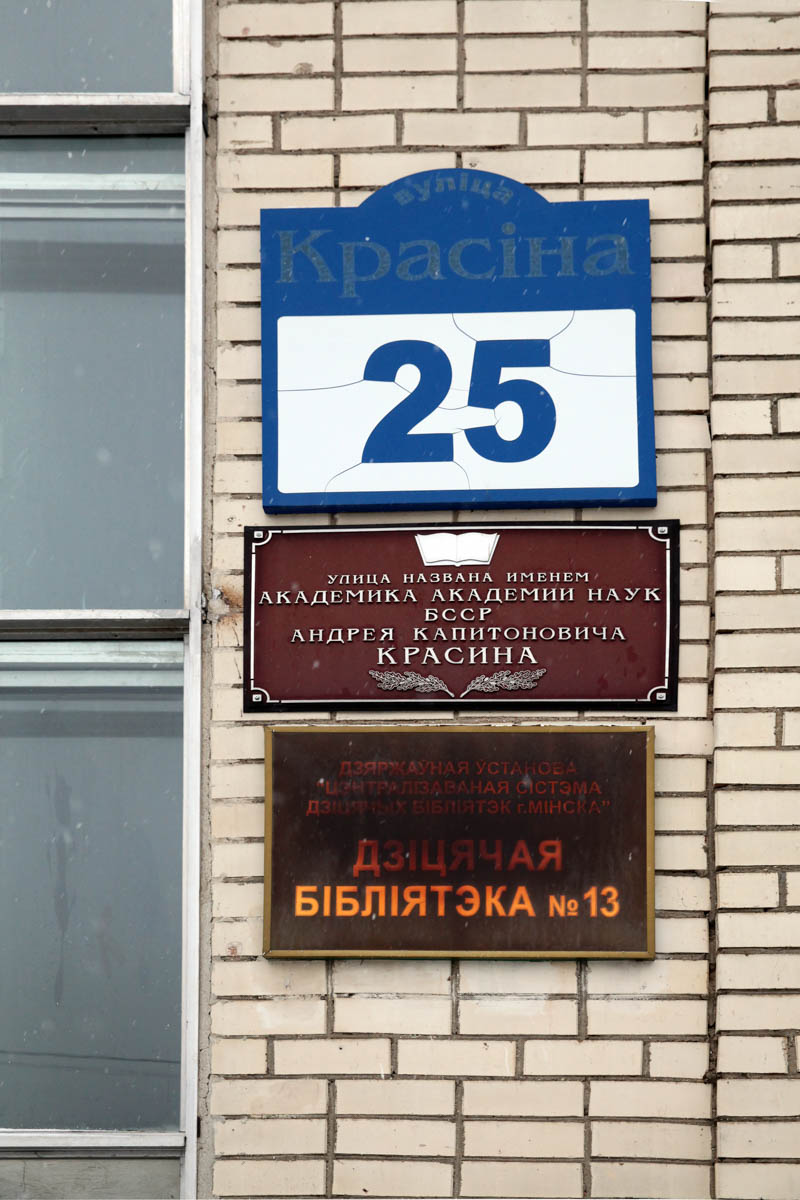 вуліца
Красіна
25
УЛИЦА НАЗВАНА ИМЕНЕМ
АКАДЕМИКА АКАДЕМИИ НАУК
БССР
АНДРЕЯ КАПИТОНОВИЧА
КРАСИНА
ДЗЯРЖАЎНАЯ УСТАНОВА
"ЦЭНТРАЛІЗАВАНАЯ СІСТЭМА
ДЗІЦЯЧЫХ БІБЛІЯТЭК г.МІНСКА"
ДЗІЦЯЧАЯ
БІБЛІЯТЭКА №13